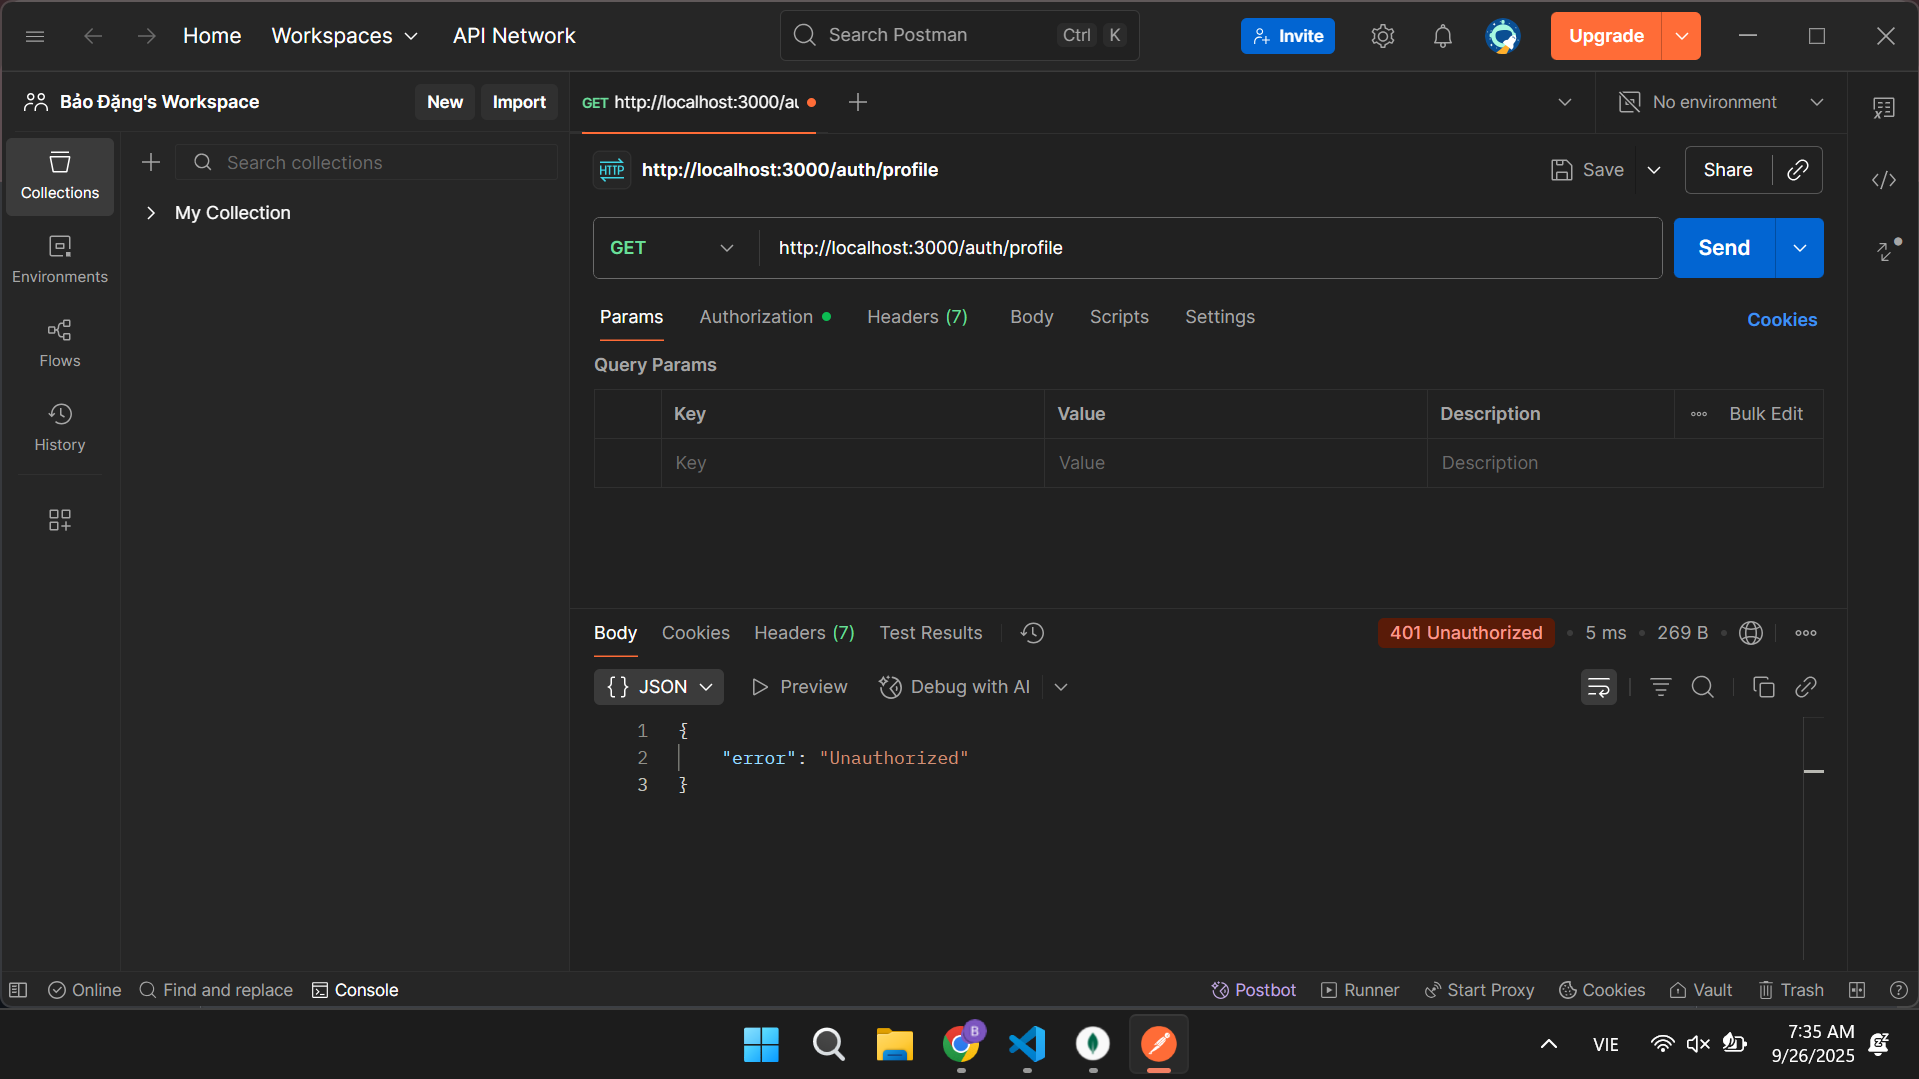 Home
Workspaces
API Network
Search Postman
Ctrl
K
Invite
Upgrade
Bảo Đặng's Workspace
New
Import
GET http://localhost:3000/au
No environment
Collections
Environments
Flows
History
Search collections
My Collection
HTTP
http://localhost:3000/auth/profile
Save
Share
GET
http://localhost:3000/auth/profile
Send
Params
Authorization
Headers (7)
Body
Scripts
Settings
Cookies
Query Params
Key
Value
Description
Bulk Edit
Key
Value
Description
Body
Cookies
Headers (7)
Test Results
401 Unauthorized
5 ms
269 B
{} JSON
Preview
Debug with AI
1 {
2 "error": "Unauthorized"
3 }
Online
Find and replace
Console
Postbot
Runner
Start Proxy
Cookies
Vault
Trash
B
VIE
7:35 AM
9/26/2025